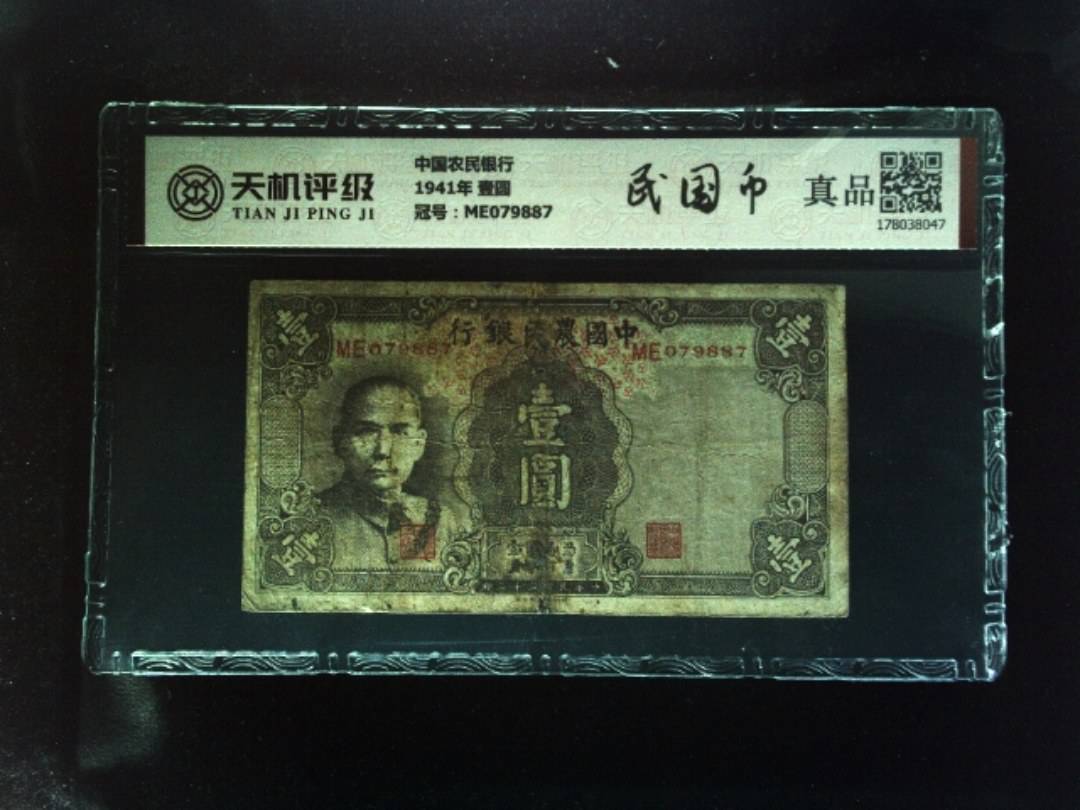 天机评级
TIAN JI PING JI
中国农民银行
1941年 壹圆
冠号:ME079887
民国币
真品
178038047
行銀民農國中
ME079887
ME079887
壹
壹
壹
圓
壹
壹